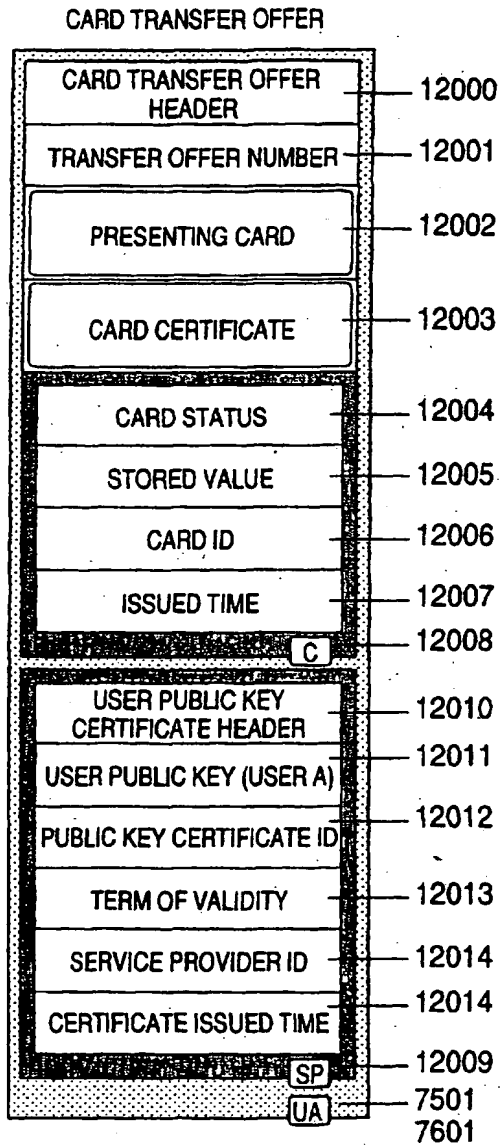 CARD TRANSFER OFFER
CARD TRANSFER OFFER
HEADER
12000
TRANSFER OFFER NUMBER
12001
PRESENTING CARD
12002
CARD CERTIFICATE
12003
CARD STATUS
12004
STORED VALUE
12005
CARD ID
12006
ISSUED TIME
12007
C
12008
USER PUBLIC KEY
CERTIFICATE HEADER
12010
USER PUBLIC KEY (USER A)
12011
PUBLIC KEY CERTIFICATE ID
12012
TERM OF VALIDITY
12013
SERVICE PROVIDER ID
12014
CERTIFICATE ISSUED TIME
12014
SP
12009
UA
7501
7601